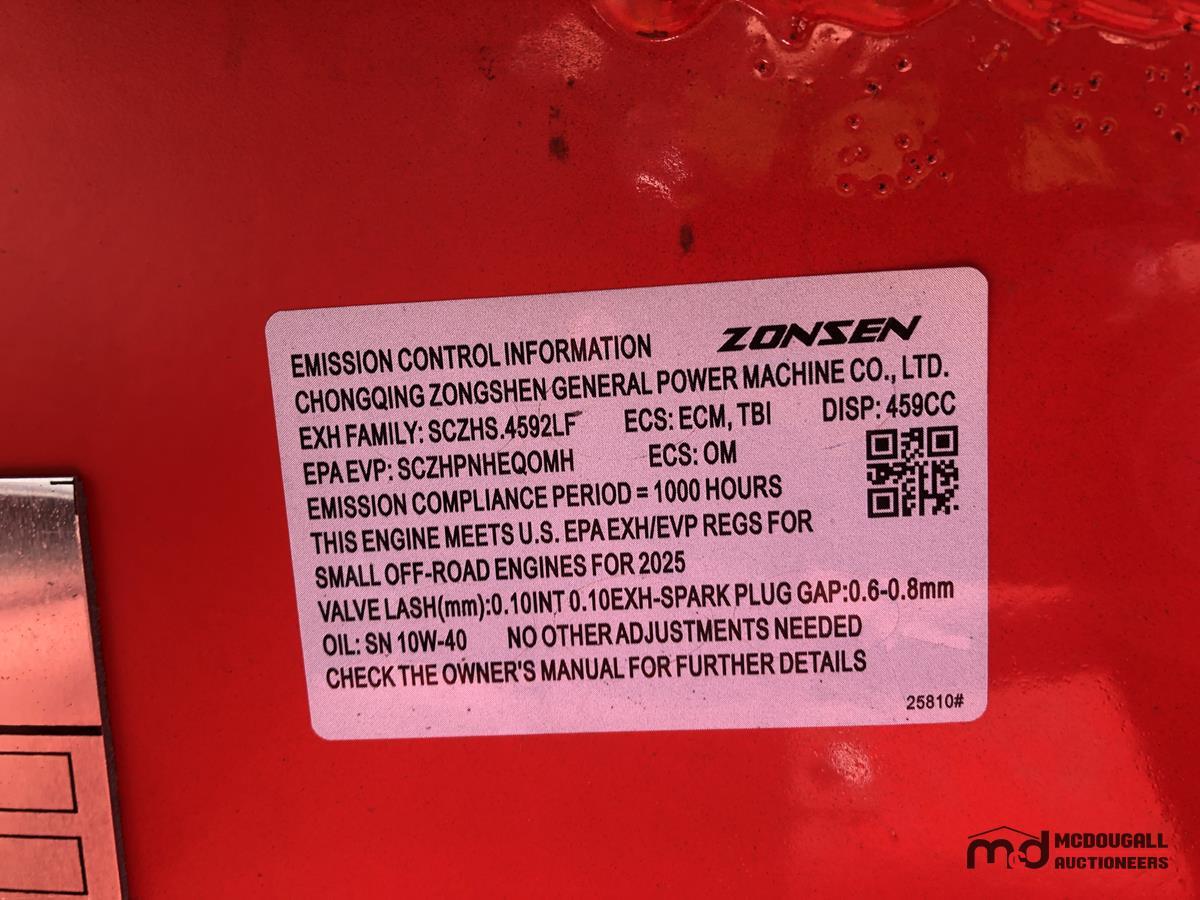 EMISSION CONTROL INFORMATION ZONSEN
CHONGQING ZONGSHEN GENERAL POWER MACHINE CO., LTD.
EXH FAMILY: SCZHS.4592LF ECS: ECM, TBI DISP: 459CC
EPA EVP: SCZHPNHEQOMH ECS: OM
EMISSION COMPLIANCE PERIOD = 1000 HOURS
THIS ENGINE MEETS U.S. EPA EXH/EVP REGS FOR
SMALL OFF-ROAD ENGINES FOR 2025
VALVE LASH(mm):0.10INT 0.10EXH-SPARK PLUG GAP:0.6-0.8mm
OIL: SN 10W-40 NO OTHER ADJUSTMENTS NEEDED
CHECK THE OWNER'S MANUAL FOR FURTHER DETAILS
25810#
m&d MCDOUGALL
AUCTIONEERS